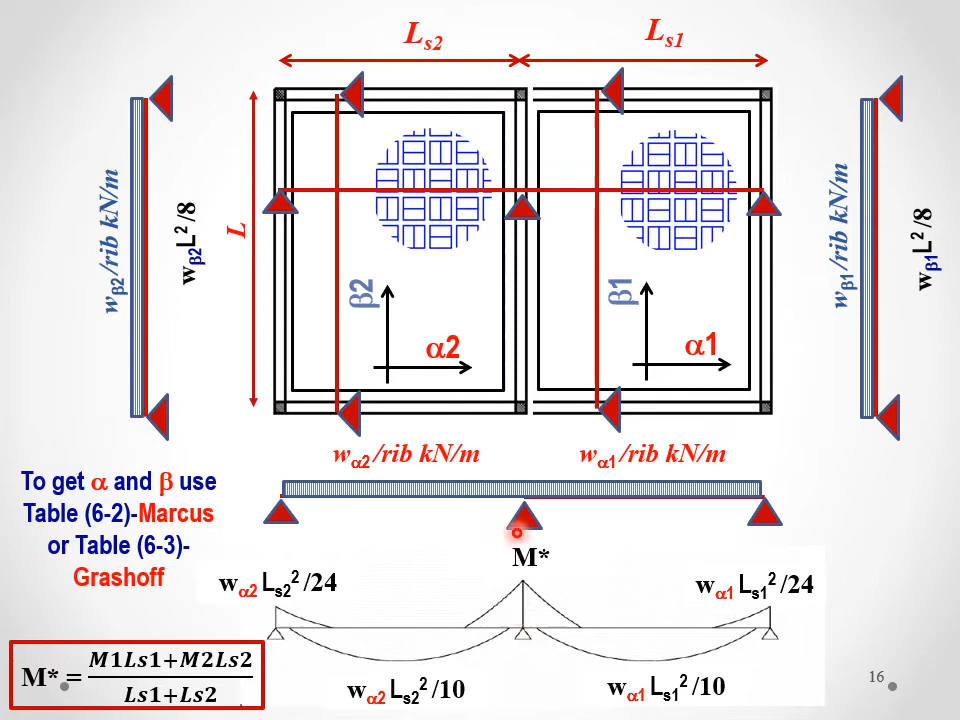 Ls2
Ls1
wβ2 /rib kN/m
wβ2L²/8
L
β2
α2
β1
α1
wβ1 /rib kN/m
wβ1L²/8
wα2 /rib kN/m
wα1 /rib kN/m
To get α and β use
Table (6-2)-Marcus
or Table (6-3)-
Grashoff
M*
wα2 Ls2² /24
wα1 Ls1² /24
M* = (M1Ls1+M2Ls2)/(Ls1+Ls2)
wα2 Ls2² /10
wα1 Ls1² /10
16